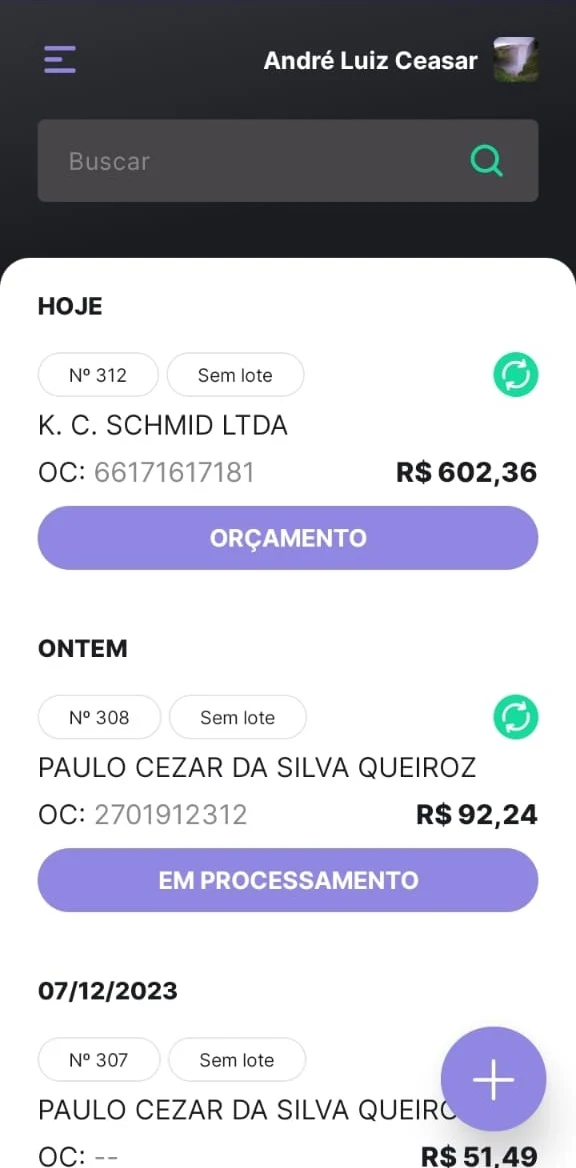 André Luiz Ceasar
Buscar
HOJE
Nº 312 Sem lote
K. C. SCHMID LTDA
OC: 66171617181 R$ 602,36
ORÇAMENTO
ONTEM
Nº 308 Sem lote
PAULO CEZAR DA SILVA QUEIROZ
OC: 2701912312 R$ 92,24
EM PROCESSAMENTO
07/12/2023
Nº 307 Sem lote
PAULO CEZAR DA SILVA
OC: -- R$ 51,49